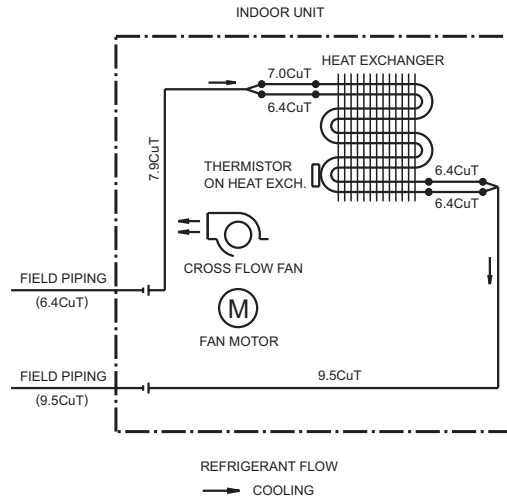 INDOOR UNIT
HEAT EXCHANGER
7.0CuT
6.4CuT
7.9CuT
THERMISTOR
ON HEAT EXCH.
6.4CuT
6.4CuT
CROSS FLOW FAN
FIELD PIPING
(6.4CuT)
M
FAN MOTOR
FIELD PIPING
(9.5CuT)
9.5CuT
REFRIGERANT FLOW
COOLING